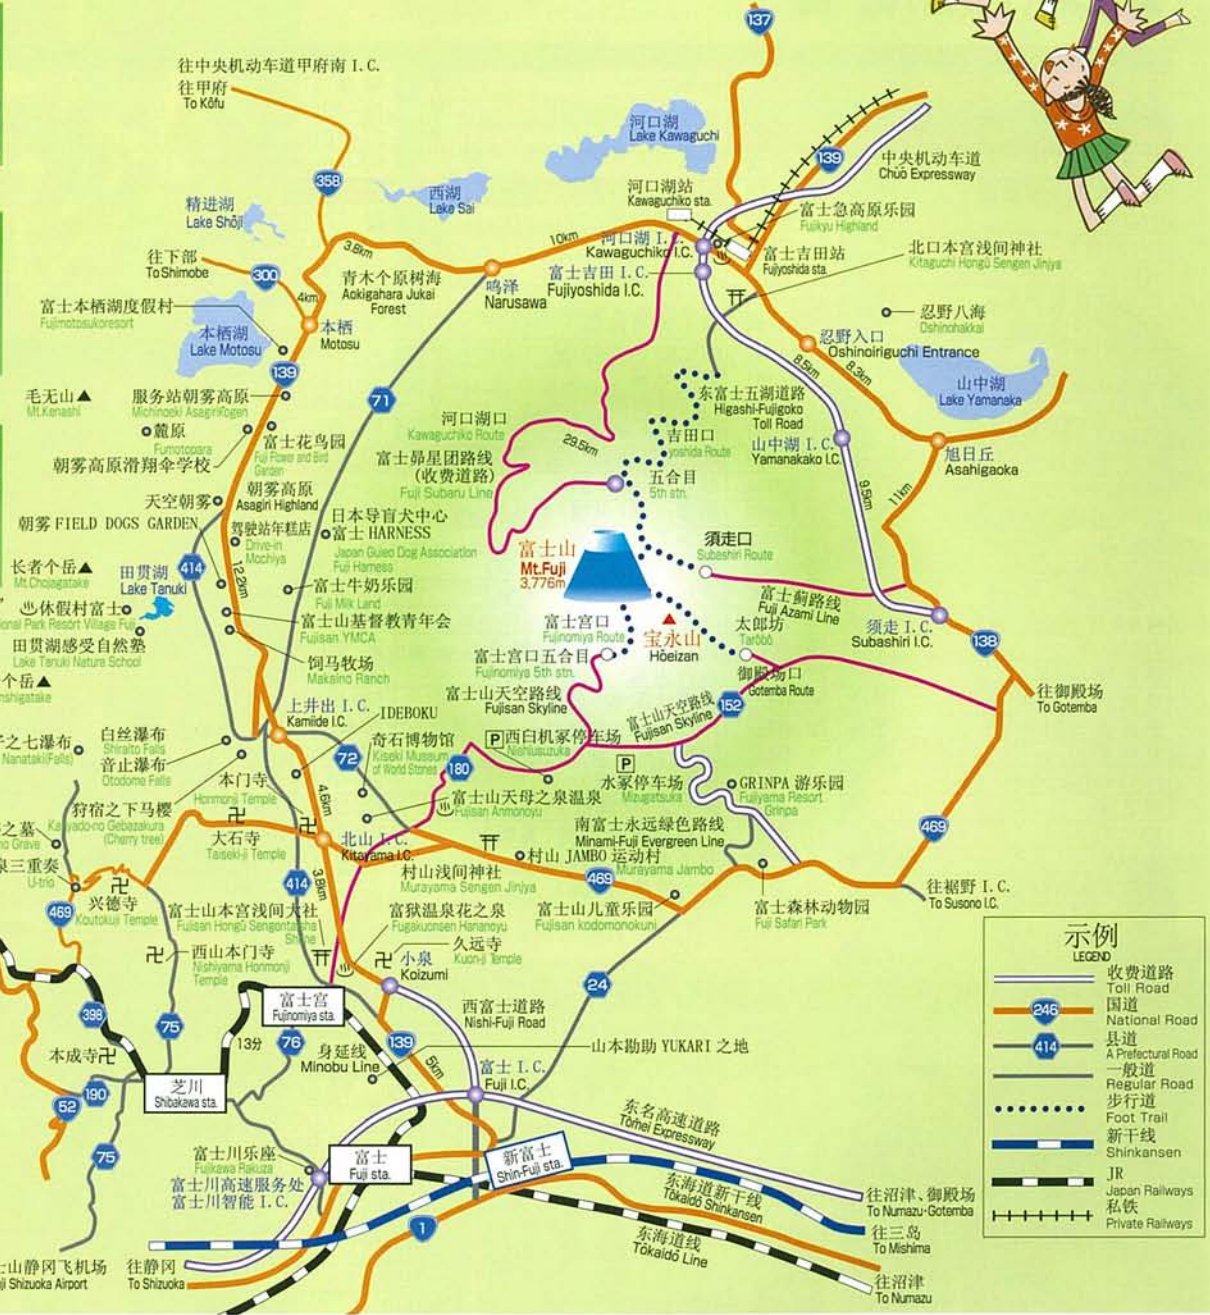 137
往中央机动车道甲府南 I.C.
往甲府
To Kōfu
河口湖
Lake Kawaguchi
139
中央机动车道
Chūō Expressway
358
西湖
Lake Sai
精进湖
Lake Shōji
河口湖站
Kawaguchiko sta.
富士急高原乐园
Fujikyu Highland
3.8km
10km
河口湖 I.C.
Kawaguchiko I.C.
富士吉田 I.C.
Fujiyoshida I.C.
富士吉田站
Fujiyoshida sta.
北口本宫浅间神社
Kitaguchi Hongū Sengen Jinjya
往下部
To Shimobe
300
4km
青木个原树海
Aokigahara Jukai
Forest
鸣泽
Narusawa
富士本栖湖度假村
Fujimotosukoresort
本栖湖
Lake Motosu
本栖
Motosu
忍野八海
Oshinohakkai
忍野入口
Oshinoiriguchi Entrance
8.5km
8.3km
山中湖
Lake Yamanaka
139
71
毛无山
Mt.Kenashi
服务站朝雾高原
Michinoeki AsagiriKogen
麓原
Fumotopara
富士花鸟园
Fuji Flower and Bird
Garden
朝雾高原滑翔伞学校
河口湖口
Kawaguchiko Route
29.5km
东富士五湖道路
Higashi-Fujigoko
Toll Road
吉田口
yoshida Route
山中湖 I.C.
Yamanakako I.C.
旭日丘
Asahigaoka
富士昴星团路线
(收费道路)
Fuji Subaru Line
五合目
5th stn.
9.5km
11km
天空朝雾
朝雾高原
Asagiri Highland
朝雾 FIELD DOGS GARDEN
驾驶站年糕店
Drive-in
Mochiya
日本导盲犬中心
富士 HARNESS
Japan Guieo Dog Association
Fuji Harness
富士山
Mt.Fuji
3,776m
須走口
Subashiri Route
414
长者个岳
Mt.Chojagatake
田贯湖
Lake Tanuki
12.2km
休假村富士
onal Park Resort Village Fuji
富士牛奶乐园
Fuji Milk Land
富士蓟路线
Fuji Azami Line
须走 I.C.
Subashiri I.C.
138
富士山基督教青年会
Fujisan YMCA
田贯湖感受自然塾
Lake Tanuki Nature School
富士宫口
Fujinomiya Route
宝永山
Hōeizan
太郎坊
Tarōbō
个岳
nshigatake
饲马牧场
Makaino Ranch
富士宫口五合目
Fujinomiya 5th stn.
御殿场口
Gotemba Route
往御殿场
To Gotemba
富士山天空路线
Fujisan Skyline
富士山天空路线
Fujisan Skyline
152
上井出 I.C.
Kamiide I.C.
IDEBOKU
子之七瀑布
Nanataki(Falls)
白丝瀑布
Shiraito Falls
音止瀑布
Otodome Falls
72
奇石博物馆
Kiseki Museum
of World Stones
180
P
西臼机冢停车场
Nishiusuzuka
P
水冢停车场
Mizugatsuka
GRINPA 游乐园
Fujiyama Resort
Grinpa
本门寺
Honmonji Temple
4.6km
狩宿之下马樱
Kariyado-no Gebazakura
(Cherry tree)
富士山天母之泉温泉
Fujisan Anmonoyu
469
之墓
no Grave
大石寺
Taiseki-ji Temple
北山 I.C.
Kitayama I.C.
南富士永远绿色路线
Minami-Fuji Evergreen Line
泉三重奏
U-trio
村山 JAMBO 运动村
Murayama Jambo
3.8km
414
村山浅间神社
Murayama Sengen Jinjya
469
往裾野 I.C.
To Susono I.C.
兴德寺
Koutokuji Temple
469
富士山本宫浅间大社
Fujisan Hongū Sengontaisha
Shrine
富狱温泉花之泉
Fugakuonsen Hananoyu
富士山儿童乐园
Fujisan kodomonokuni
富士森林动物园
Fuji Safari Park
西山本门寺
Nishiyama Honmonji
Temple
小泉
Koizumi
久远寺
Kuon-ji Temple
24
示例
LEGEND
收费道路
Toll Road
246
国道
National Road
414
县道
A Prefectural Road
一般道
Regular Road
步行道
Foot Trail
新干线
Shinkansen
JR
Japan Railways
私铁
Private Railways
富士宫
Fujinomiya sta.
西富士道路
Nishi-Fuji Road
398
75
76
13分
139
5km
身延线
Minobu Line
山本勘助 YUKARI 之地
本成寺
190
52
芝川
Shibakawa sta.
富士 I.C.
Fuji I.C.
75
东名高速道路
Tōmei Expressway
富士川乐座
Fujikawa Rakuza
富士川高速服务处
富士川智能 I.C.
富士
Fuji sta.
新富士
Shin-Fuji sta.
东海道新干线
Tōkaidō Shinkansen
往沼津、御殿场
To Numazu·Gotemba
1
往三岛
To Mishima
东海道线
Tōkaidō Line
士山静冈飞机场
ji Shizuoka Airport
往静冈
To Shizuoka
往沼津
To Numazu